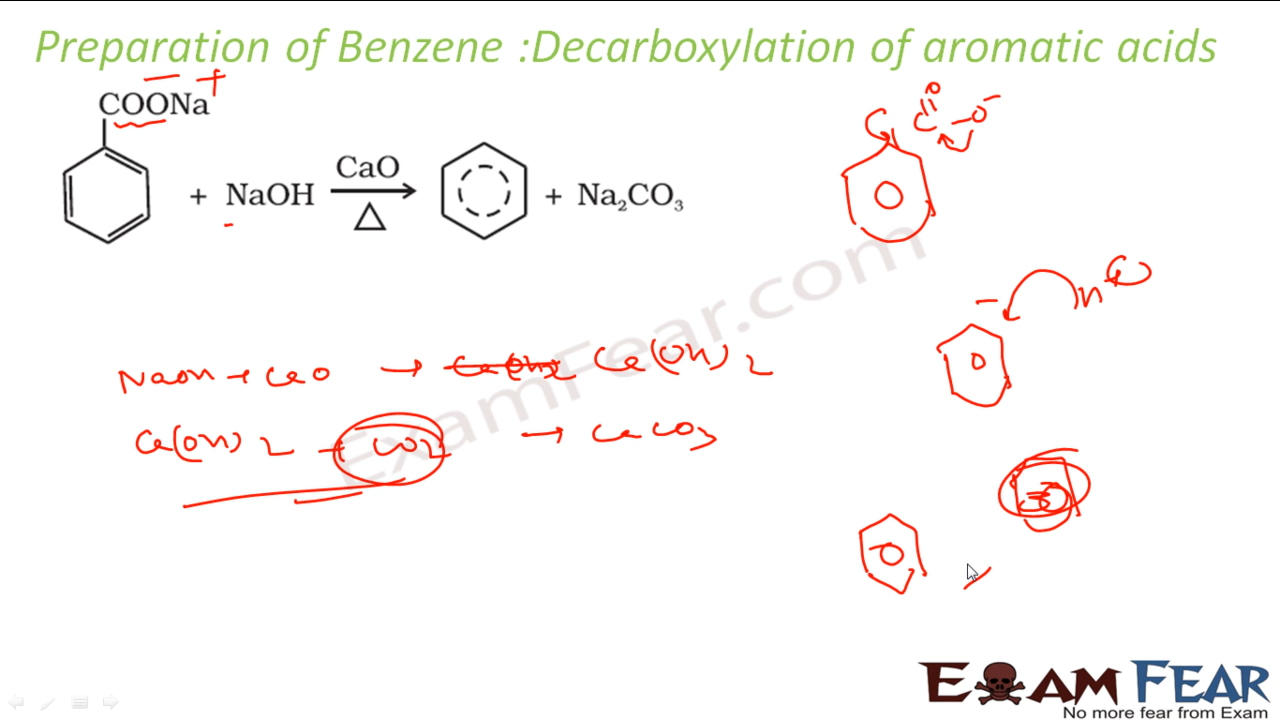 Preparation of Benzene :Decarboxylation of aromatic acids
− +
COONa
+ NaOH CaO △ → + Na₂CO₃
C O
C − O⁻
− H⊕
NaOH + CaO → Ca(OH)2
Ca(OH)2 + CO2 → CaCO3
ExamFear.com
EXAM FEAR
No more fear from Exam